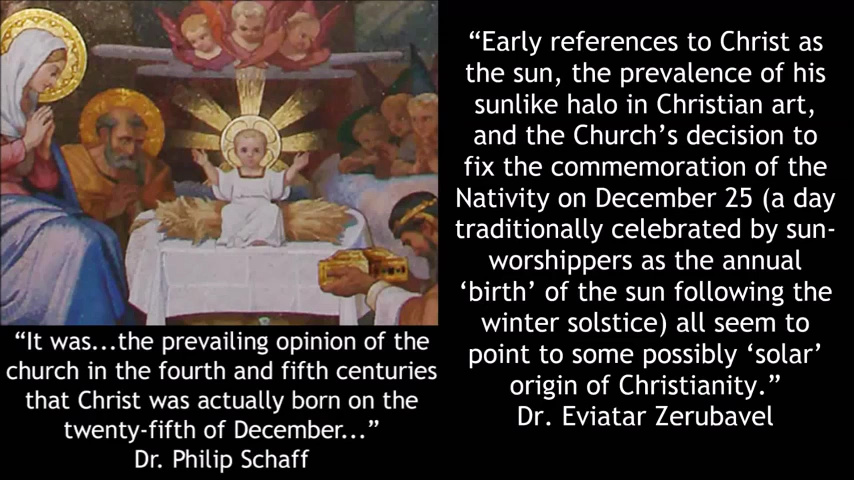 “It was...the prevailing opinion of the
church in the fourth and fifth centuries
that Christ was actually born on the
twenty-fifth of December...”
Dr. Philip Schaff
“Early references to Christ as
the sun, the prevalence of his
sunlike halo in Christian art,
and the Church’s decision to
fix the commemoration of the
Nativity on December 25 (a day
traditionally celebrated by sun-
worshippers as the annual
‘birth’ of the sun following the
winter solstice) all seem to
point to some possibly ‘solar’
origin of Christianity.”
Dr. Eviatar Zerubavel